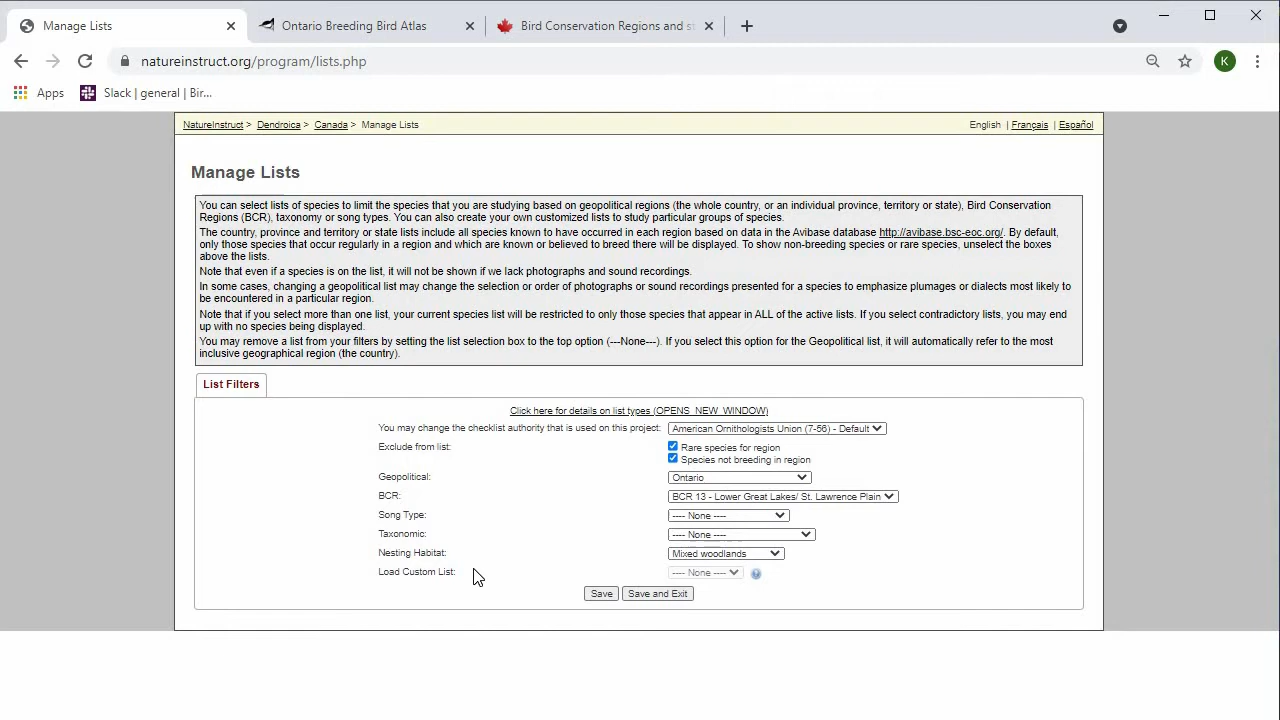 Manage Lists
Ontario Breeding Bird Atlas
Bird Conservation Regions and s
natureinstruct.org/program/lists.php
K
Apps
Slack | general | Bir...
NatureInstruct > Dendroica > Canada > Manage Lists
English | Français | Español
Manage Lists
You can select lists of species to limit the species that you are studying based on geopolitical regions (the whole country, or an individual province, territory or state), Bird Conservation
Regions (BCR), taxonomy or song types. You can also create your own customized lists to study particular groups of species.
The country, province and territory or state lists include all species known to have occurred in each region based on data in the Avibase database http://avibase.bsc-eoc.org/. By default,
only those species that occur regularly in a region and which are known or believed to breed there will be displayed. To show non-breeding species or rare species, unselect the boxes
above the lists.
Note that even if a species is on the list, it will not be shown if we lack photographs and sound recordings.
In some cases, changing a geopolitical list may change the selection or order of photographs or sound recordings presented for a species to emphasize plumages or dialects most likely to
be encountered in a particular region.
Note that if you select more than one list, your current species list will be restricted to only those species that appear in ALL of the active lists. If you select contradictory lists, you may end
up with no species being displayed.
You may remove a list from your filters by setting the list selection box to the top option (---None---). If you select this option for the Geopolitical list, it will automatically refer to the most
inclusive geographical region (the country).
List Filters
Click here for details on list types (OPENS_NEW_WINDOW)
You may change the checklist authority that is used on this project: American Ornithologists Union (7-56) - Default
Exclude from list: Rare species for region
Species not breeding in region
Geopolitical: Ontario
BCR: BCR 13 - Lower Great Lakes/ St. Lawrence Plain
Song Type: ---- None ----
Taxonomic: ---- None ----
Nesting Habitat: Mixed woodlands
Load Custom List: ---- None ---- ?
Save Save and Exit